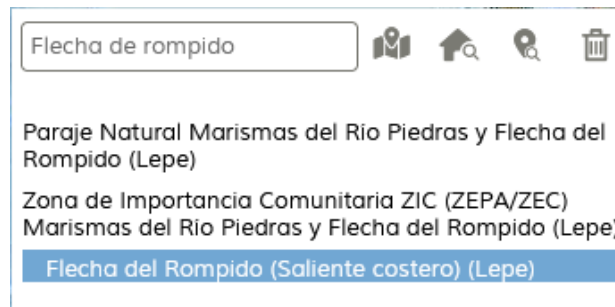 Flecha de rompido
Paraje Natural Marismas del Río Piedras y Flecha del
Rompido (Lepe)
Zona de Importancia Comunitaria ZIC (ZEPA/ZEC)
Marismas del Río Piedras y Flecha del Rompido (Lepe)
Flecha del Rompido (Saliente costero) (Lepe)